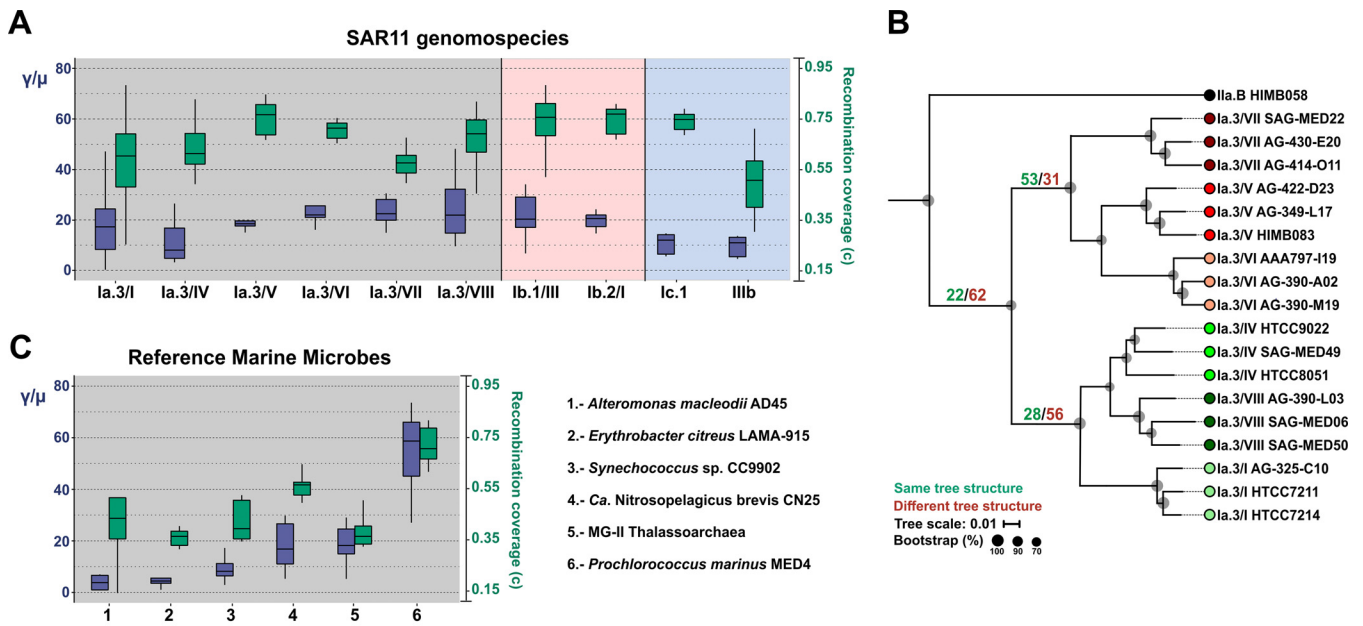 A
SAR11 genomospecies
γ/μ
80
60
40
20
0
0.95
0.75
0.55
0.35
0.15
Recombination coverage (c)
Ia.3/I Ia.3/IV Ia.3/V Ia.3/VI Ia.3/VII Ia.3/VIII Ib.1/III Ib.2/I Ic.1 IIIb
B
IIa.B HIMB058
Ia.3/VII SAG-MED22
Ia.3/VII AG-430-E20
Ia.3/VII AG-414-O11
Ia.3/V AG-422-D23
Ia.3/V AG-349-L17
Ia.3/V HIMB083
Ia.3/VI AAA797-I19
Ia.3/VI AG-390-A02
Ia.3/VI AG-390-M19
Ia.3/IV HTCC9022
Ia.3/IV SAG-MED49
Ia.3/IV HTCC8051
Ia.3/VIII AG-390-L03
Ia.3/VIII SAG-MED06
Ia.3/VIII SAG-MED50
Ia.3/I AG-325-C10
Ia.3/I HTCC7211
Ia.3/I HTCC7214
53/31
22/62
28/56
Same tree structure
Different tree structure
Tree scale: 0.01
Bootstrap (%)
100 90 70
C
Reference Marine Microbes
γ/μ
80
60
40
20
0
0.95
0.75
0.55
0.35
0.15
Recombination coverage (c)
1 2 3 4 5 6
1.- Alteromonas macleodii AD45
2.- Erythrobacter citreus LAMA-915
3.- Synechococcus sp. CC9902
4.- Ca. Nitrosopelagicus brevis CN25
5.- MG-II Thalassoarchaea
6.- Prochlorococcus marinus MED4